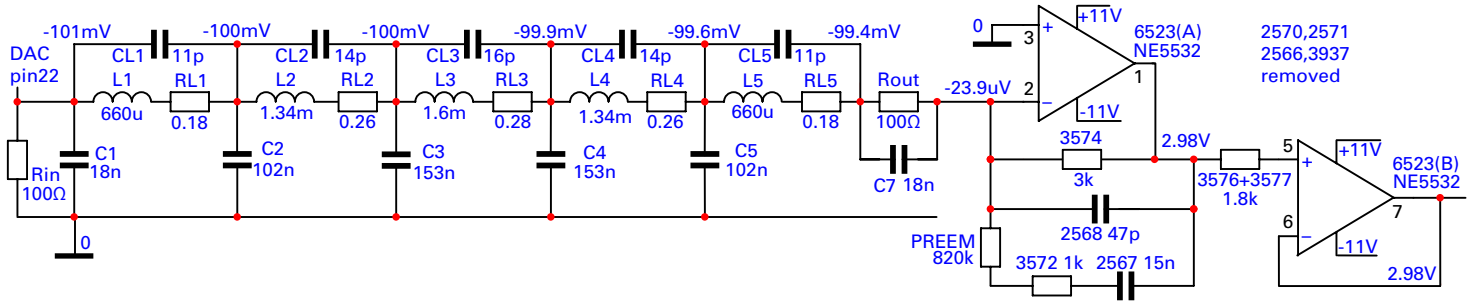 -101mV
-100mV
-100mV
-99.9mV
-99.6mV
-99.4mV
0
+
3
+11V
6523(A)
NE5532
2570,2571
2566,3937
removed
DAC
pin22
CL1
11p
CL2
14p
CL3
16p
CL4
14p
CL5
11p
L1
RL1
L2
RL2
L3
RL3
L4
RL4
L5
RL5
Rout
-23.9uV
2
−
1
-11V
660u
0.18
1.34m
0.26
1.6m
0.28
1.34m
0.26
660u
0.18
100Ω
3574
3k
2.98V
5
+
+11V
6523(B)
NE5532
Rin
100Ω
C1
18n
C2
102n
C3
153n
C4
153n
C5
102n
C7 18n
3576+3577
1.8k
6
−
7
-11V
2568 47p
PREEM
820k
3572 1k
2567 15n
2.98V
0